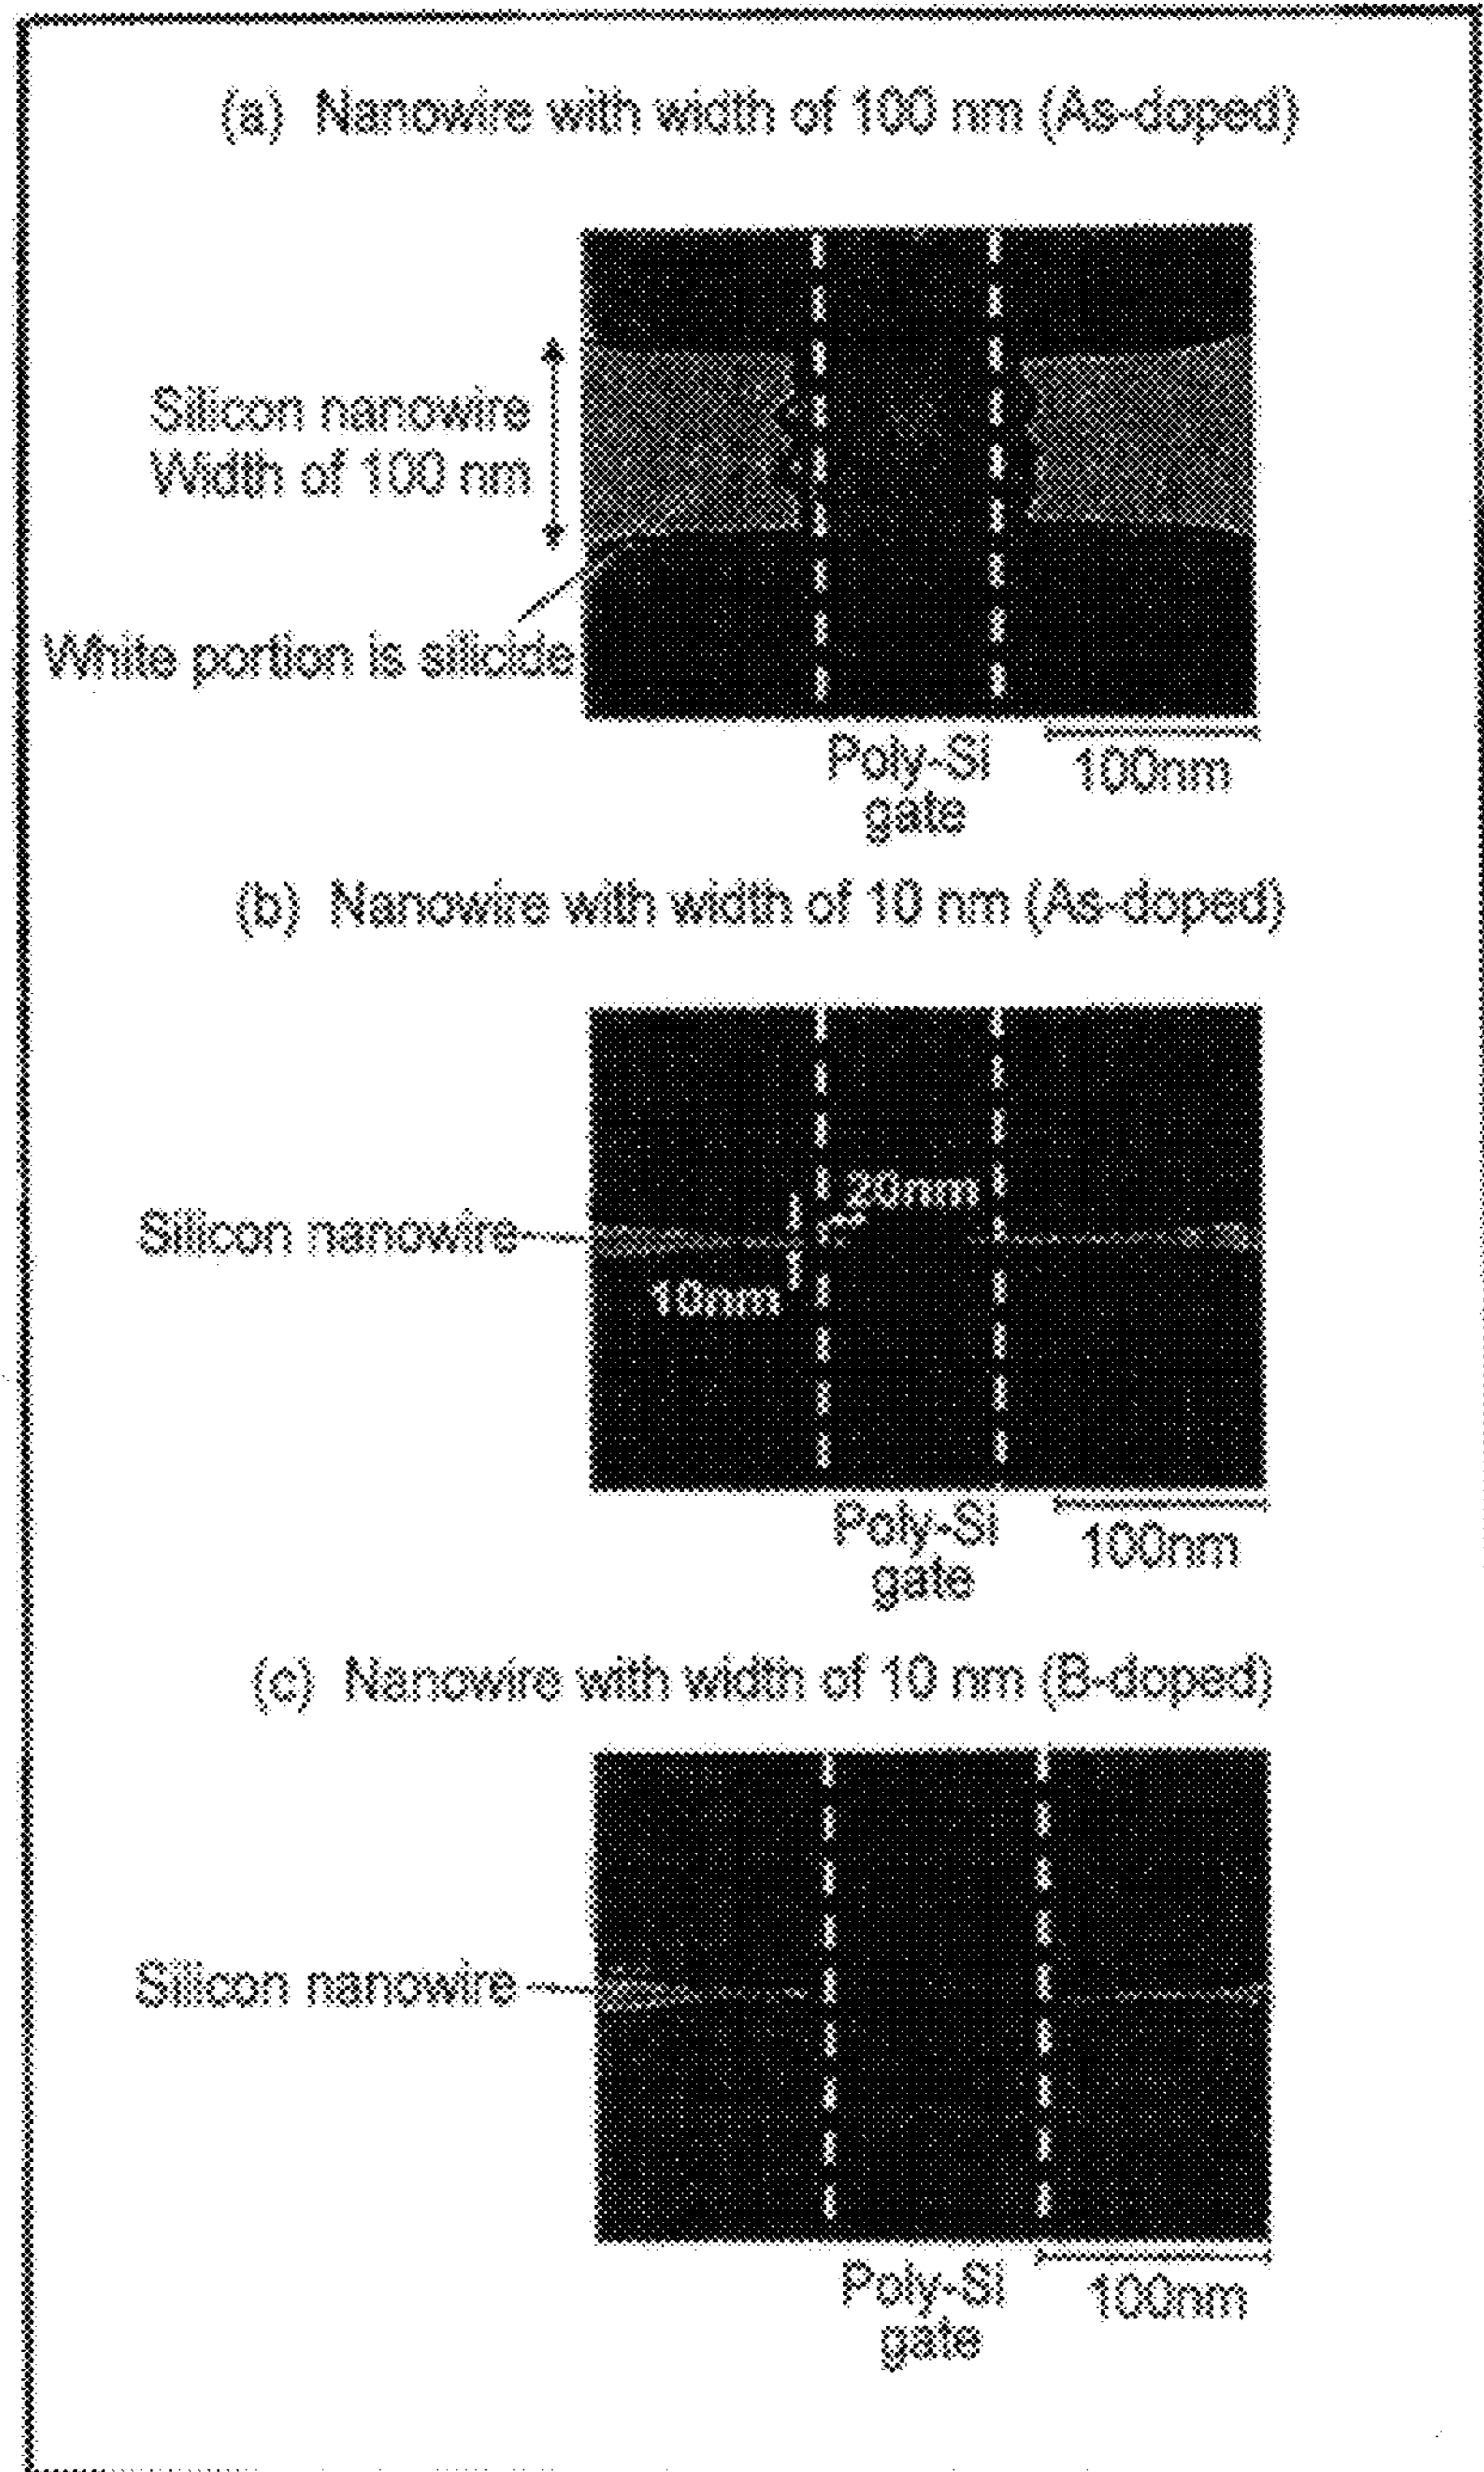 (a) Nanowire with width of 100 nm (As-doped)
Silicon nanowire
Width of 100 nm
White portion is silicide
Poly-Si
gate
100nm
(b) Nanowire with width of 10 nm (As-doped)
20nm
Silicon nanowire
10nm
Poly-Si
gate
100nm
(c) Nanowire with width of 10 nm (B-doped)
Silicon nanowire
Poly-Si
gate
100nm